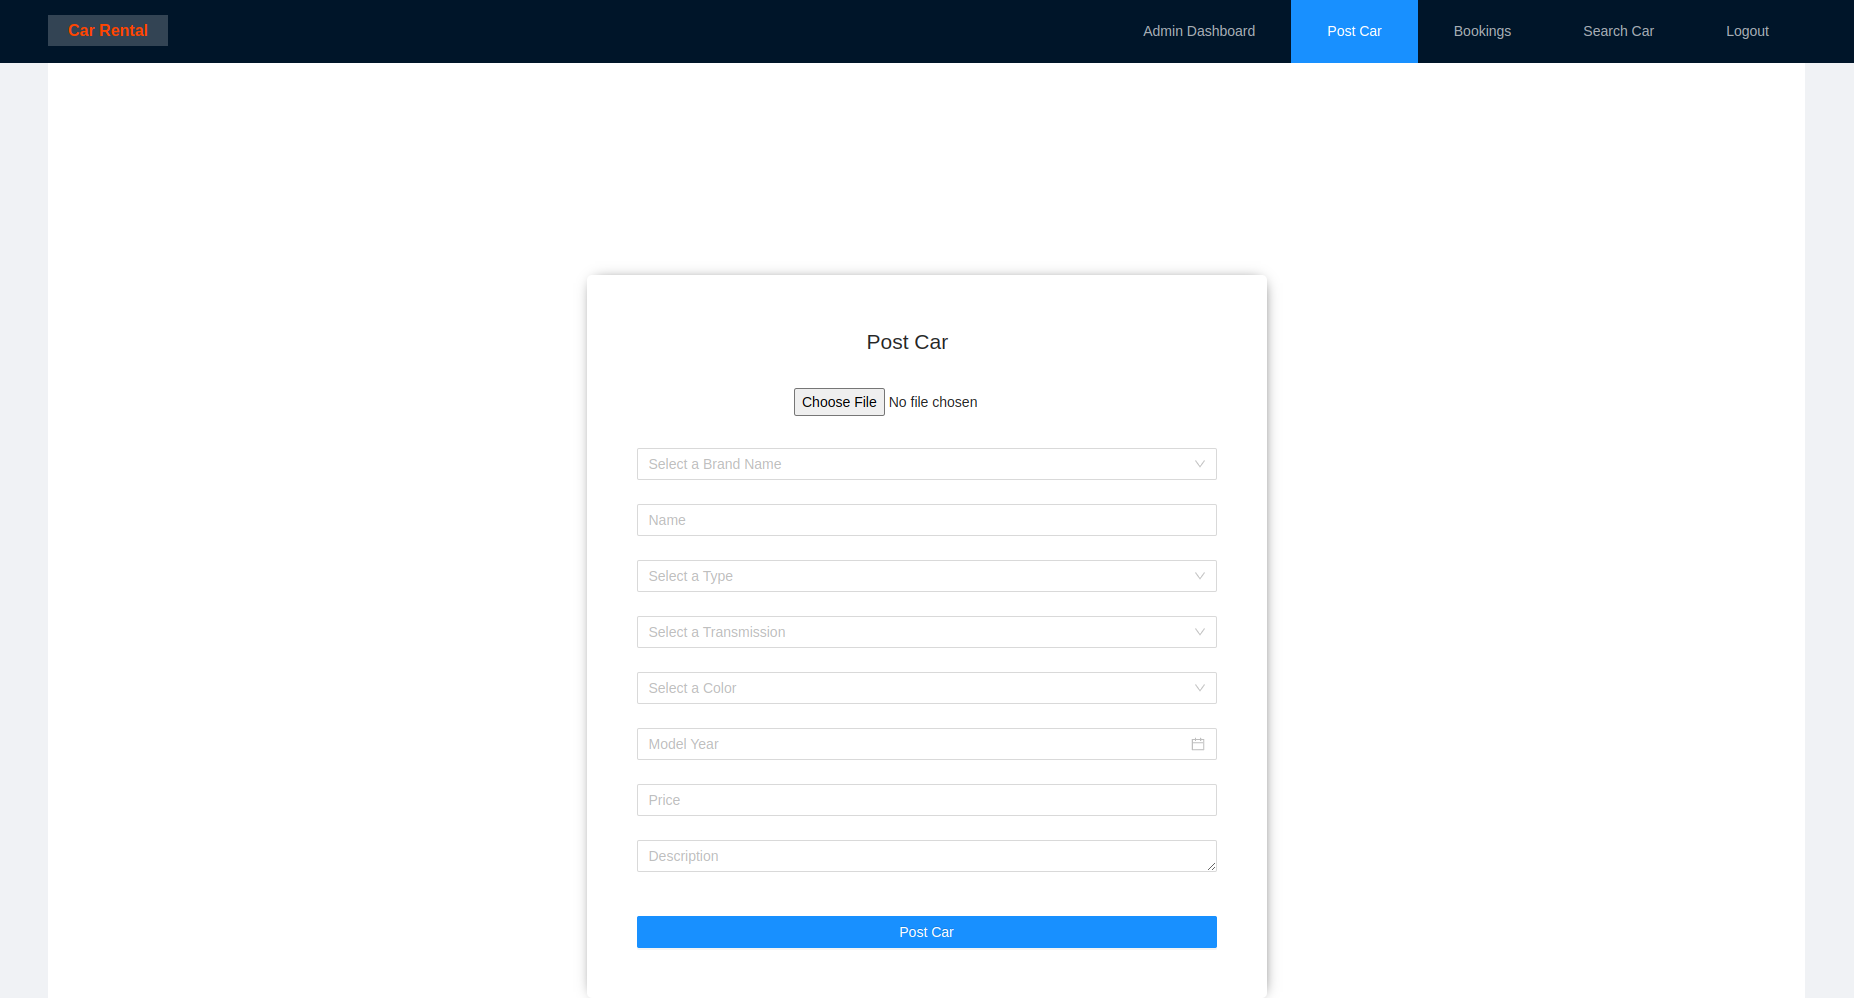 Car Rental
Admin Dashboard
Post Car
Bookings
Search Car
Logout
Post Car
Choose File No file chosen
Select a Brand Name
Name
Select a Type
Select a Transmission
Select a Color
Model Year
Price
Description
Post Car